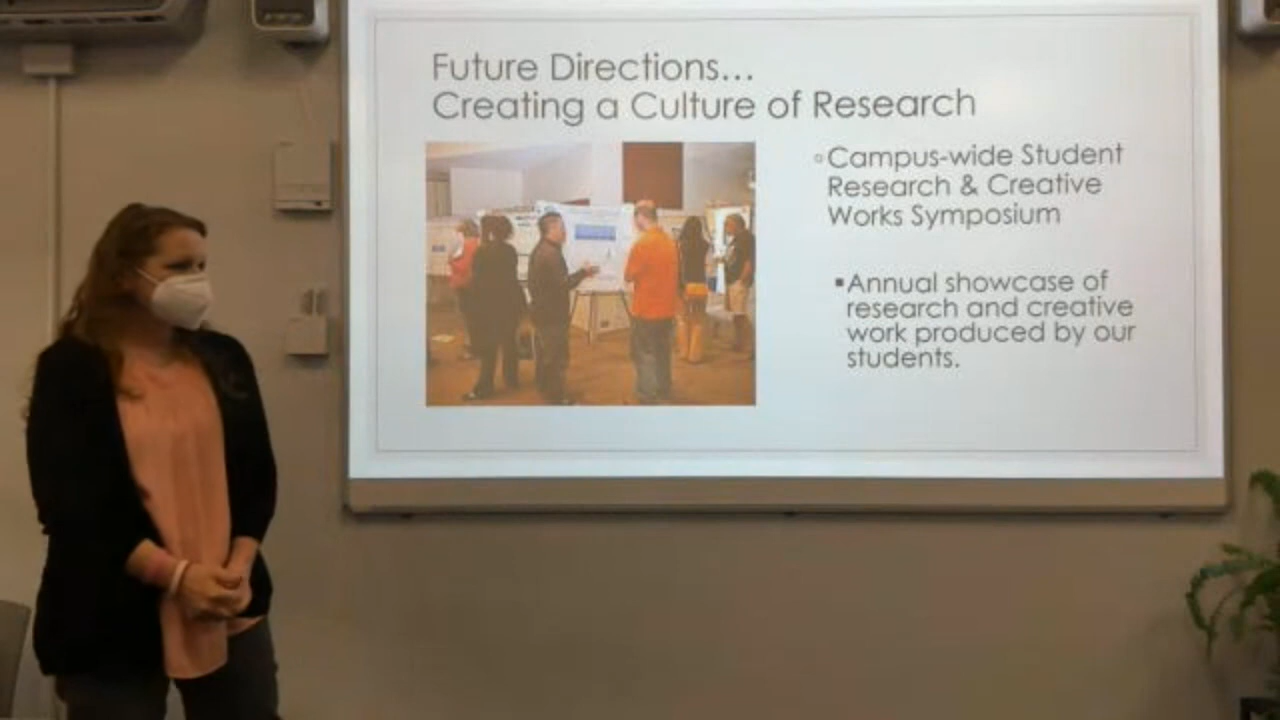 Future Directions...
Creating a Culture of Research
Campus-wide Student
Research & Creative
Works Symposium
Annual showcase of
research and creative
work produced by our
students.